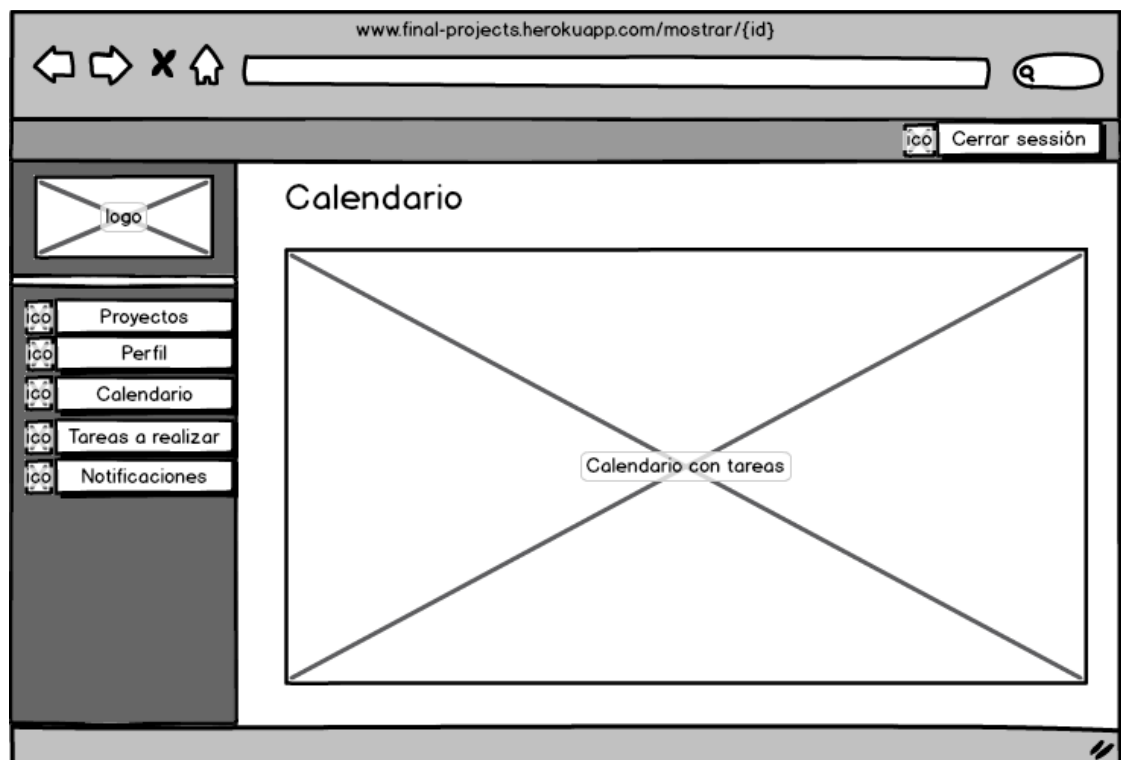 www.final-projects.herokuapp.com/mostrar/{id}
ico Cerrar sessión
logo
Calendario
ico Proyectos
ico Perfil
ico Calendario
ico Tareas a realizar
ico Notificaciones
Calendario con tareas